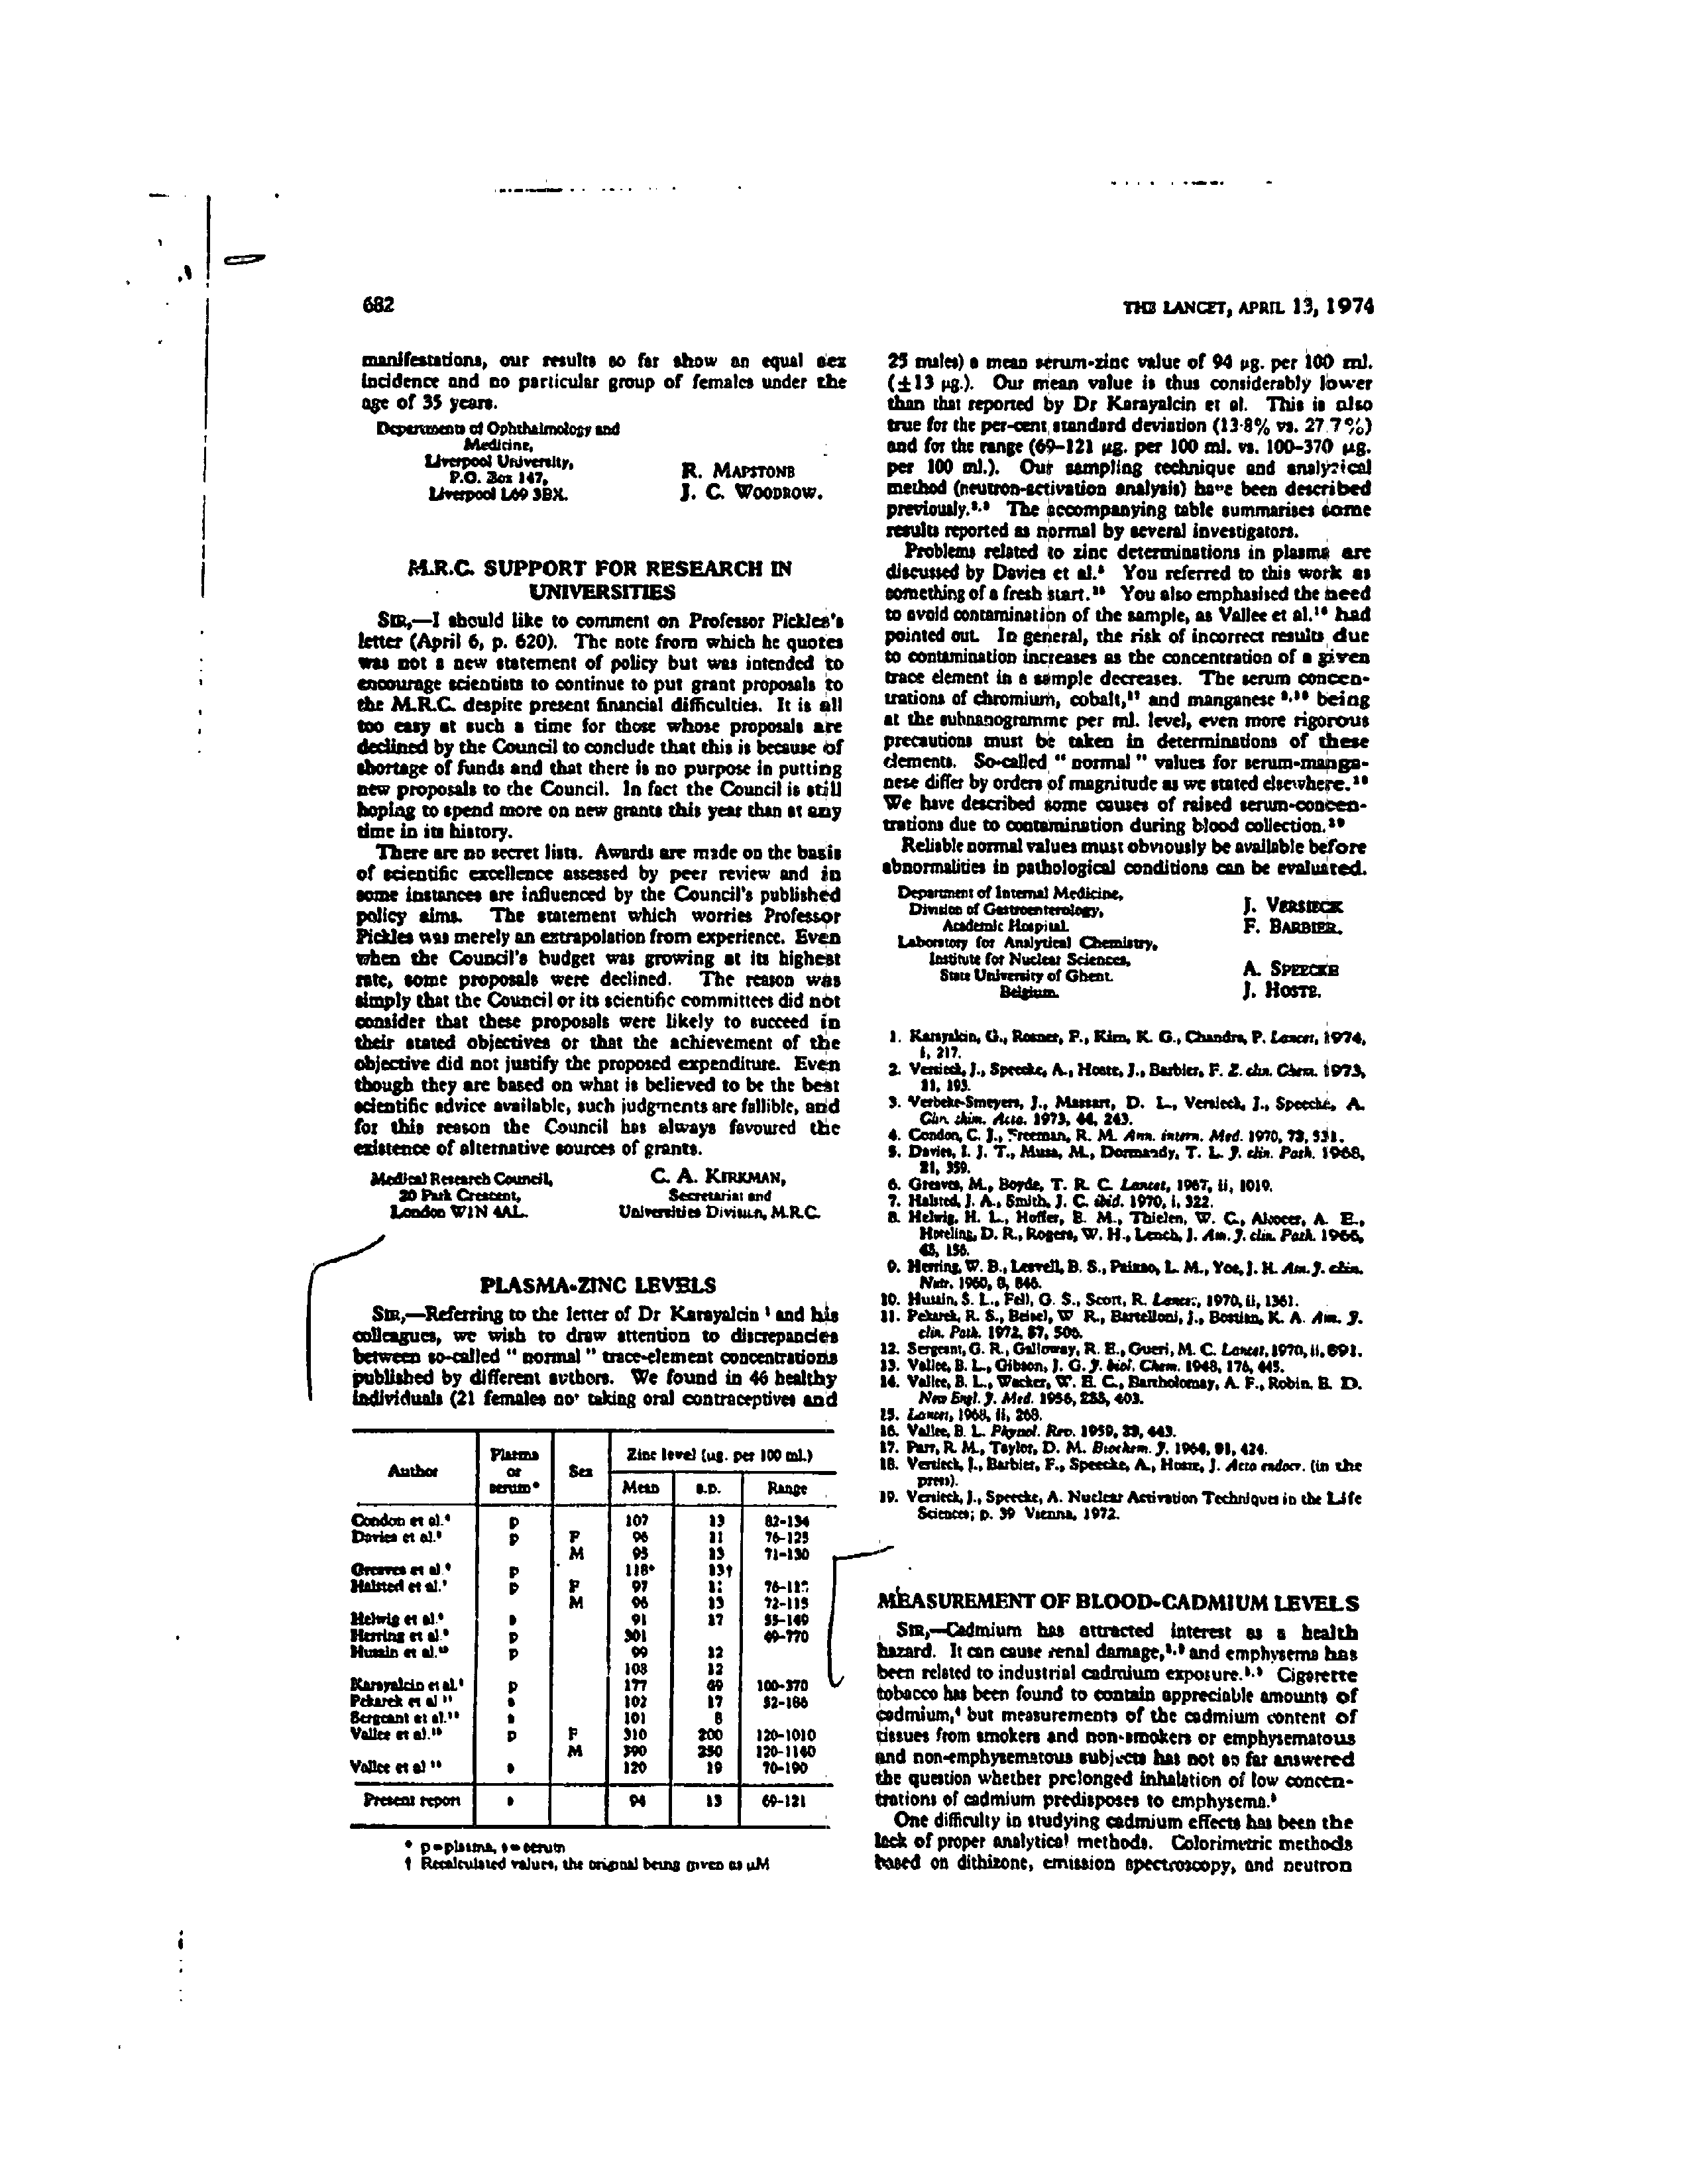 682
THE LANCET, APRIL 13, 1974
manifestations, our results so far show an equal sex
incidence and no particular group of females under the
age of 35 years.
Departments of Ophthalmology and
Medicine,
Liverpool University,
P.O. Box 147,
Liverpool L69 3BX.
R. MAPSTONE
J. C. WOODROW.
M.R.C. SUPPORT FOR RESEARCH IN
UNIVERSITIES
SIR,—I should like to comment on Professor Pickles's
letter (April 6, p. 620). The note from which he quotes
was not a new statement of policy but was intended to
encourage scientists to continue to put grant proposals to
the M.R.C. despite present financial difficulties. It is all
too easy at such a time for those whose proposals are
declined by the Council to conclude that this is because of
shortage of funds and that there is no purpose in putting
new proposals to the Council. In fact the Council is still
hoping to spend more on new grants this year than at any
time in its history.
There are no secret lists. Awards are made on the basis
of scientific excellence assessed by peer review and in
some instances are influenced by the Council's published
policy aims. The statement which worries Professor
Pickles was merely an extrapolation from experience. Even
when the Council's budget was growing at its highest
rate, some proposals were declined. The reason was
simply that the Council or its scientific committees did not
consider that these proposals were likely to succeed in
their stated objectives or that the achievement of the
objective did not justify the proposed expenditure. Even
though they are based on what is believed to be the best
scientific advice available, such judgments are fallible, and
for this reason the Council has always favoured the
existence of alternative sources of grants.
Medical Research Council,
20 Park Crescent,
London W1N 4AL.
C. A. KIRKMAN,
Secretariat and
Universities Division, M.R.C.
PLASMA-ZINC LEVELS
SIR,—Referring to the letter of Dr Karayalcin ¹ and his
colleagues, we wish to draw attention to discrepancies
between so-called " normal " trace-element concentrations
published by different authors. We found in 46 healthy
individuals (21 females not taking oral contraceptives and
Author Plasma or serum* Sex Zinc level (µg. per 100 ml.)
Mean S.D. Range
Condon et al.⁴ p 107 13 82-134
Davies et al.⁵ p F 96 11 76-125
M 95 13 71-130
Greaves et al.⁶ p 118* 13†
Halsted et al.⁷ p F 97 11
M 96 13 72-115
Helwig et al.⁸ s 91 17 55-149
Herring et al.⁹ p 301 49-770
Hussin et al.¹⁰ p 99 12
108 12
Karayalcin et al.¹ p 177 49 100-370
Pekarek et al.¹¹ s 102 17 52-186
Sergeant et al.¹² s 101 8
Vallee et al. p F 310 200 120-1010
M 390 250 120-1140
Vallee et al s 120 19 70-190
Present report s 94 13 69-121
* p=plasma, s=serum
† Recalculated values, the original being given as µM
25 males) a mean serum-zinc value of 94 µg. per 100 ml.
(±13 µg.). Our mean value is thus considerably lower
than that reported by Dr Karayalcin et al. This is also
true for the per-cent standard deviation (13·8% vs. 27.7%)
and for the range (69–121 µg. per 100 ml. vs. 100–370 µg.
per 100 ml.). Our sampling technique and analytical
method (neutron-activation analysis) have been described
previously.²,³ The accompanying table summarises some
results reported as normal by several investigators.
Problems related to zinc determinations in plasma are
discussed by Davies et al.⁵ You referred to this work as
something of a fresh start.¹⁵ You also emphasised the need
to avoid contamination of the sample, as Vallee et al.¹⁶ had
pointed out. In general, the risk of incorrect results due
to contamination increases as the concentration of a given
trace element in a sample decreases. The serum concen-
trations of chromium, cobalt,¹⁷ and manganese being
at the subnanogramme per ml. level, even more rigorous
precautions must be taken in determinations of these
elements. So-called " normal " values for serum-manga-
nese differ by orders of magnitude as we stated elsewhere.¹⁸
We have described some causes of raised serum-concen-
trations due to contamination during blood collection.¹⁹
Reliable normal values must obviously be available before
abnormalities in pathological conditions can be evaluated.
Department of Internal Medicine,
Division of Gastroenterology,
Academic Hospital.
Laboratory for Analytical Chemistry,
Institute for Nuclear Sciences,
State University of Ghent.
Belgium.
J. VERSIECK
F. BARBIER.
A. SPEECKE
J. HOSTE.
1. Karayalcin, G., Rosner, F., Kim, K. G., Chandra, P. Lancet, 1974,
i, 217.
2. Versieck, J., Speecke, A., Hoste, J., Barbier, F. Z. clin. Chem. 1973,
11, 193.
3. Verbeke-Smeyers, J., Massart, D. L., Versieck, J., Speecke, A.
Clin. chim. Acta. 1973, 44, 243.
4. Condon, C. J., Freeman, R. M. Ann. intern. Med. 1970, 73, 531.
5. Davies, I. J. T., Musa, M., Dormandy, T. L. J. clin. Path. 1968,
21, 359.
6. Greaves, M., Boyde, T. R. C. Lancet, 1967, ii, 1019.
7. Halsted, J. A., Smith, J. C. ibid. 1970, i, 322.
8. Helwig, H. L., Hoffer, E. M., Thielen, W. C., Alcocer, A. E.,
Hoteling, D. R., Rogers, W. H., Lench, J. Am. J. clin. Path. 1966,
45, 156.
9. Herring, W. B., Leavell, B. S., Paixao, L. M., Yoe, J. H. Am. J. clin.
Nutr. 1960, 8, 846.
10. Hussin, S. L., Fell, G. S., Scott, R. Lancet, 1970, ii, 1361.
11. Pekarek, R. S., Beisel, W R., Bartelloni, J., Bostian, K. A. Am. J.
clin. Path. 1972, 57, 506.
12. Sergeant, G. R., Galloway, R. E., Gueri, M. C. Lancet, 1970, ii, 891.
13. Vallee, B. L., Gibson, J. G. J. biol. Chem. 1948, 176, 445.
14. Vallee, B. L., Wacker, W. E. C., Bartholomay, A. F., Robin, E. D.
New Engl. J. Med. 1956, 255, 403.
15. Lancet, 1968, ii, 268.
16. Vallee, B. L. Physiol. Rev. 1959, 39, 443.
17. Parr, R. M., Taylor, D. M. Biochem. J. 1964, 91, 424.
18. Versieck, J., Barbier, F., Speecke, A., Hoste, J. Acta endocr. (in the
press).
19. Versieck, J., Speecke, A. Nuclear Activation Techniques in the Life
Sciences; p. 39 Vienna, 1972.
MEASUREMENT OF BLOOD-CADMIUM LEVELS
SIR,—Cadmium has attracted interest as a health
hazard. It can cause renal damage,¹,² and emphysema has
been related to industrial cadmium exposure. Cigarette
tobacco has been found to contain appreciable amounts of
cadmium,⁴ but measurements of the cadmium content of
tissues from smokers and non-smokers or emphysematous
and non-emphysematous subjects has not so far answered
the question whether prolonged inhalation of low concen-
trations of cadmium predisposes to emphysema.
One difficulty in studying cadmium effects has been the
lack of proper analytical methods. Colorimetric methods
based on dithizone, emission spectroscopy, and neutron